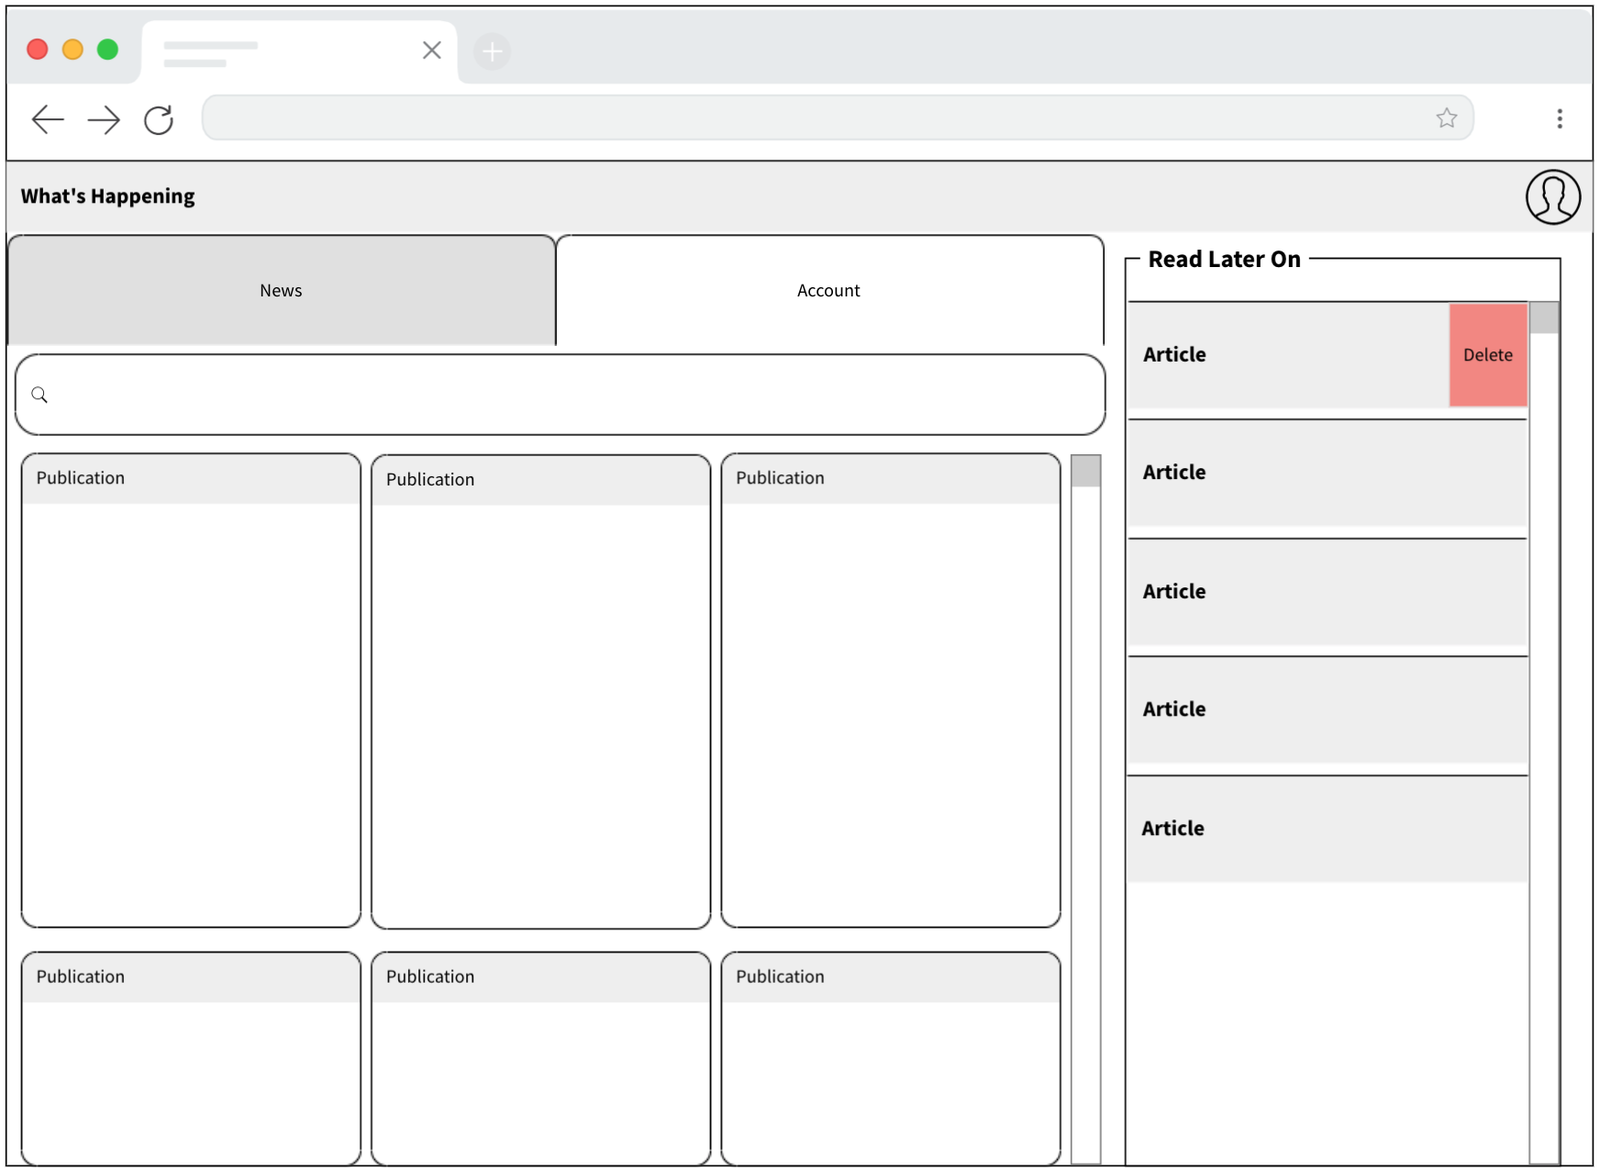 What's Happening
News
Account
Read Later On
Article
Delete
Article
Article
Article
Article
Publication
Publication
Publication
Publication
Publication
Publication